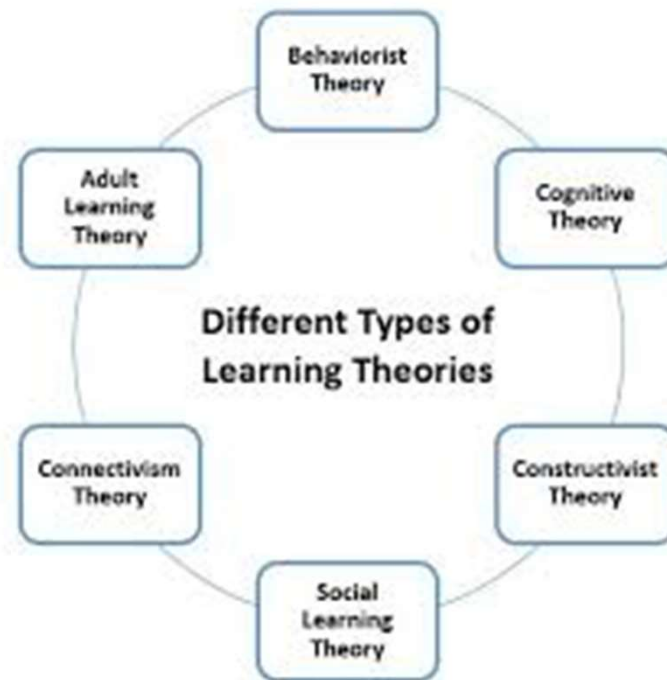 Behaviorist
Theory
Adult
Learning
Theory
Cognitive
Theory
Different Types of
Learning Theories
Connectivism
Theory
Constructivist
Theory
Social
Learning
Theory